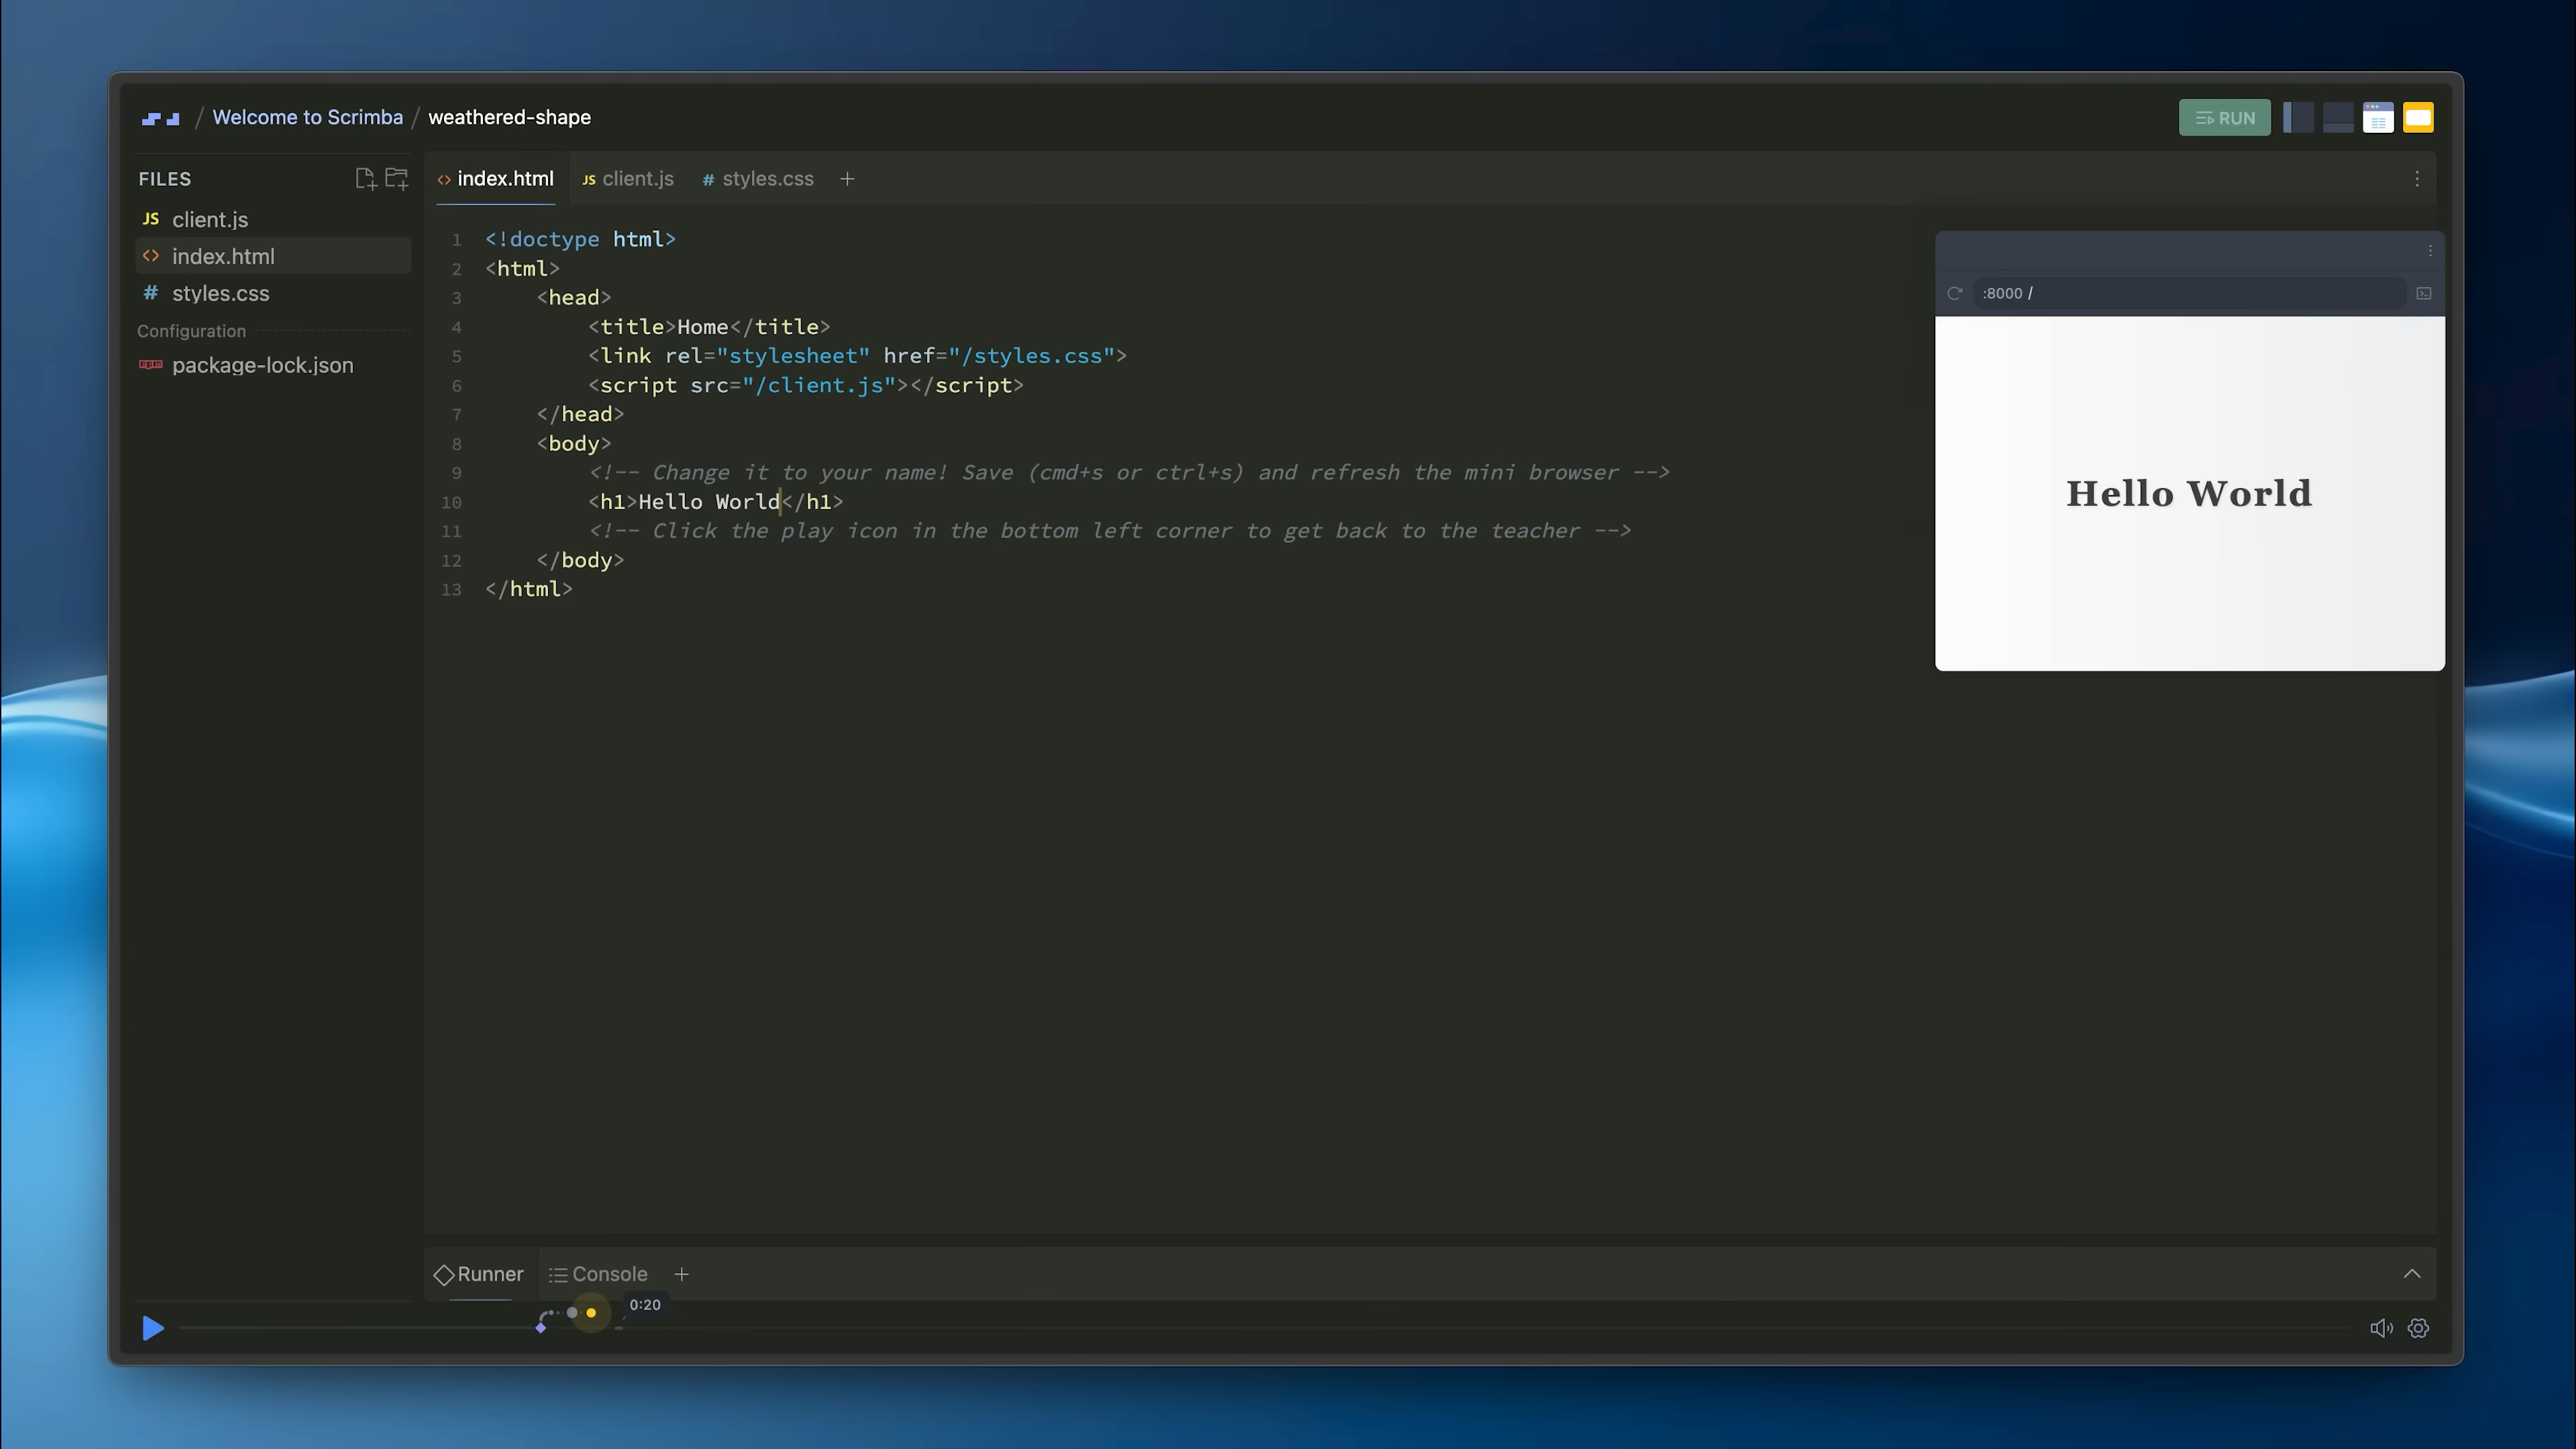 / Welcome to Scrimba / weathered-shape
RUN
FILES
JS client.js
<> index.html
# styles.css
Configuration
package-lock.json
<> index.html JS client.js # styles.css +
1 <!doctype html>
2 <html>
3 <head>
4 <title>Home</title>
5 <link rel="stylesheet" href="/styles.css">
6 <script src="/client.js"></script>
7 </head>
8 <body>
9 <!-- Change it to your name! Save (cmd+s or ctrl+s) and refresh the mini browser -->
10 <h1>Hello World</h1>
11 <!-- Click the play icon in the bottom left corner to get back to the teacher -->
12 </body>
13 </html>
:8000 /
Hello World
Runner Console +
0:20